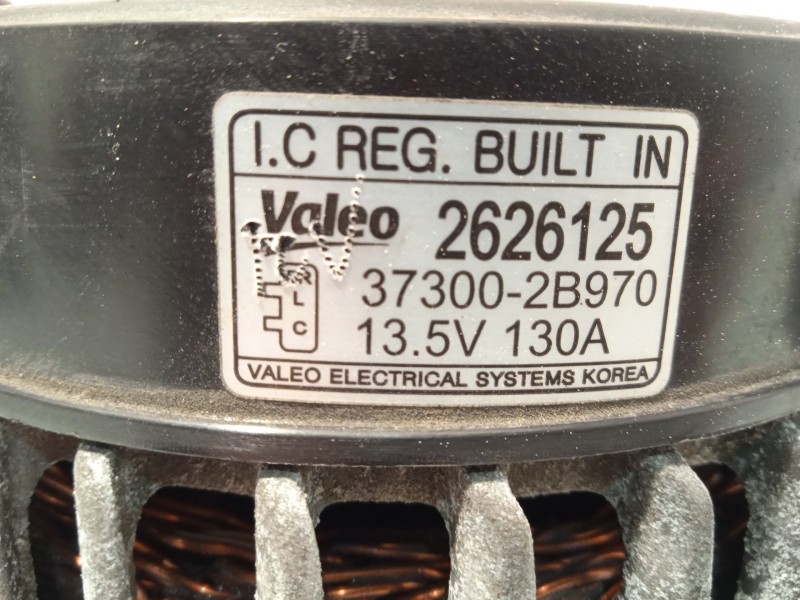 I.C REG. BUILT IN
Valeo 2626125
37300-2B970
L
C
13.5V 130A
VALEO ELECTRICAL SYSTEMS KOREA